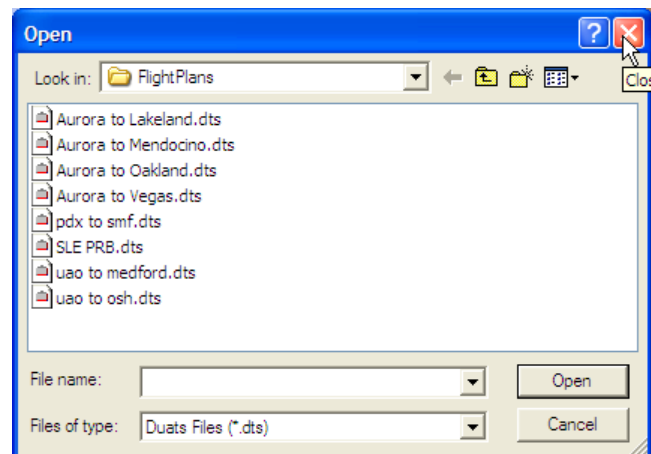 Open
Look in: FlightPlans
Clos
Aurora to Lakeland.dts
Aurora to Mendocino.dts
Aurora to Oakland.dts
Aurora to Vegas.dts
pdx to smf.dts
SLE PRB.dts
uao to medford.dts
uao to osh.dts
File name: Open
Files of type: Duats Files (*.dts) Cancel